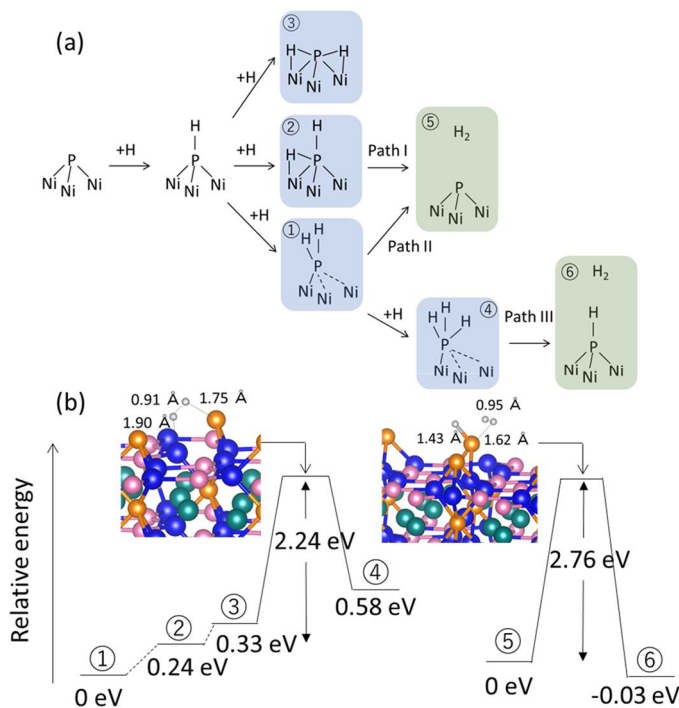 (a)
③
H P H
Ni Ni Ni
+H
②
H
H P
Ni Ni Ni
+H
H
P
Ni Ni Ni
+H
P
Ni Ni Ni
+H
①
H H
P
Ni Ni Ni
Path I
Path II
⑤
H2
P
Ni Ni Ni
+H
④
H H H
P
Ni Ni Ni
Path III
⑥
H2
H
P
Ni Ni Ni
(b)
Relative energy
0.91 Å
1.75 Å
1.90 Å
0.95 Å
1.43 Å
1.62 Å
2.24 eV
①
0 eV
②
0.24 eV
③
0.33 eV
④
0.58 eV
2.76 eV
⑤
0 eV
⑥
-0.03 eV